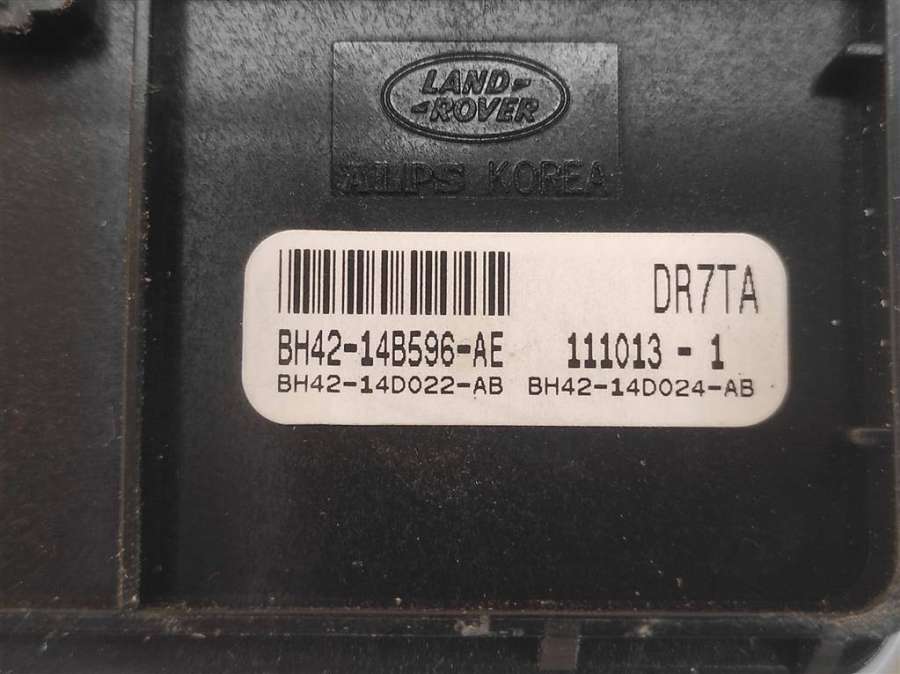 LAND-
-ROVER
ALPS KOREA
DR7TA
BH42-14B596-AE 111013 - 1
BH42-14D022-AB BH42-14D024-AB